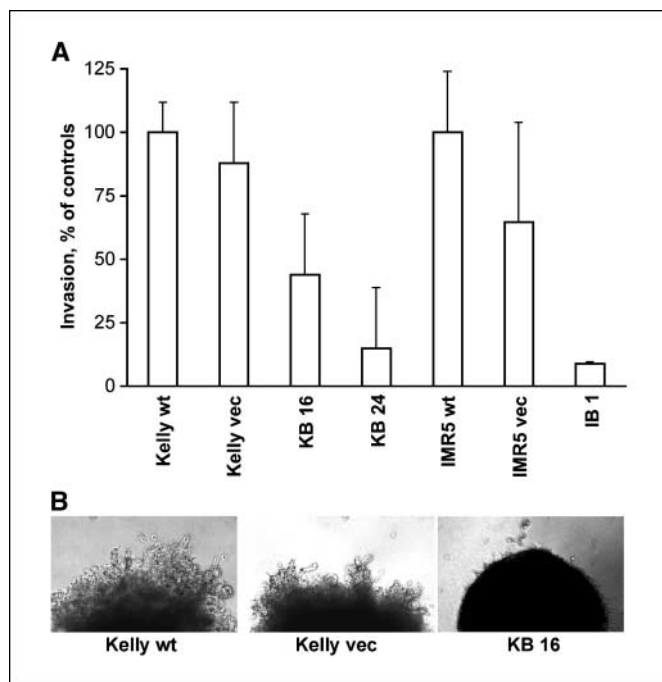 A
Invasion, % of controls
125
100
75
50
25
0
Kelly wt
Kelly vec
KB 16
KB 24
IMR5 wt
IMR5 vec
IB 1
B
Kelly wt
Kelly vec
KB 16